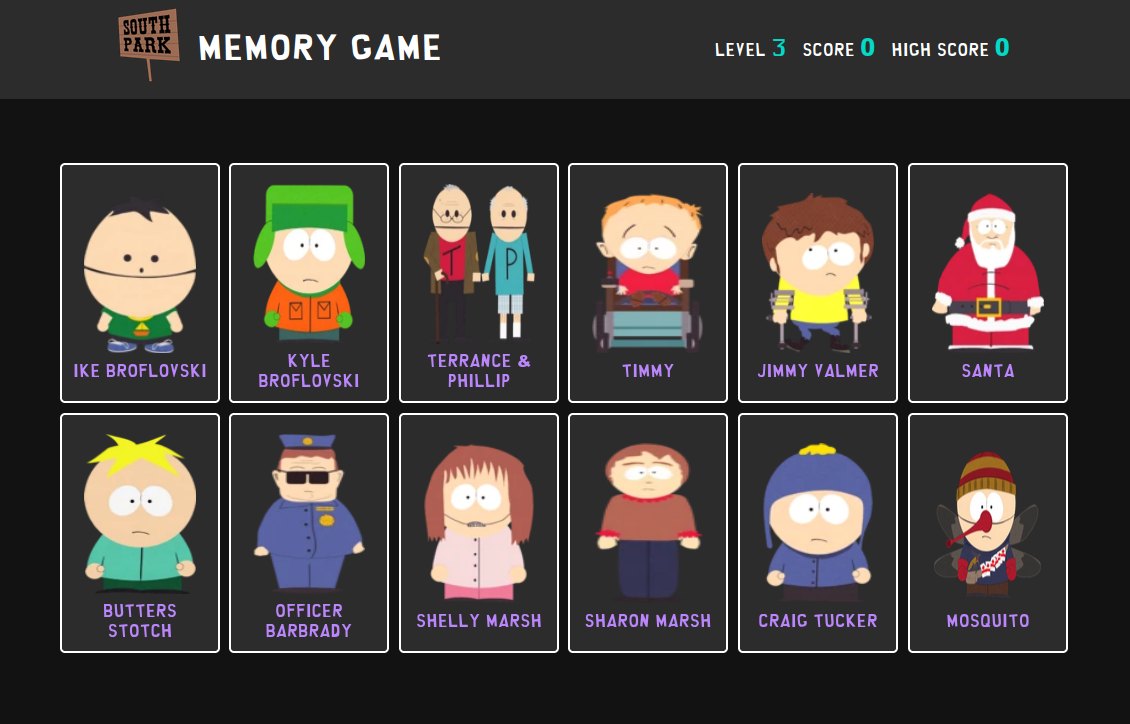 SOUTH
PARK
MEMORY GAME
LEVEL 3 SCORE 0 HIGH SCORE 0
T P
IKE BROFLOVSKI
KYLE
BROFLOVSKI
TERRANCE &
PHILLIP
TIMMY
JIMMY VALMER
SANTA
BUTTERS
STOTCH
OFFICER
BARBRADY
SHELLY MARSH
SHARON MARSH
CRAIG TUCKER
MOSQUITO